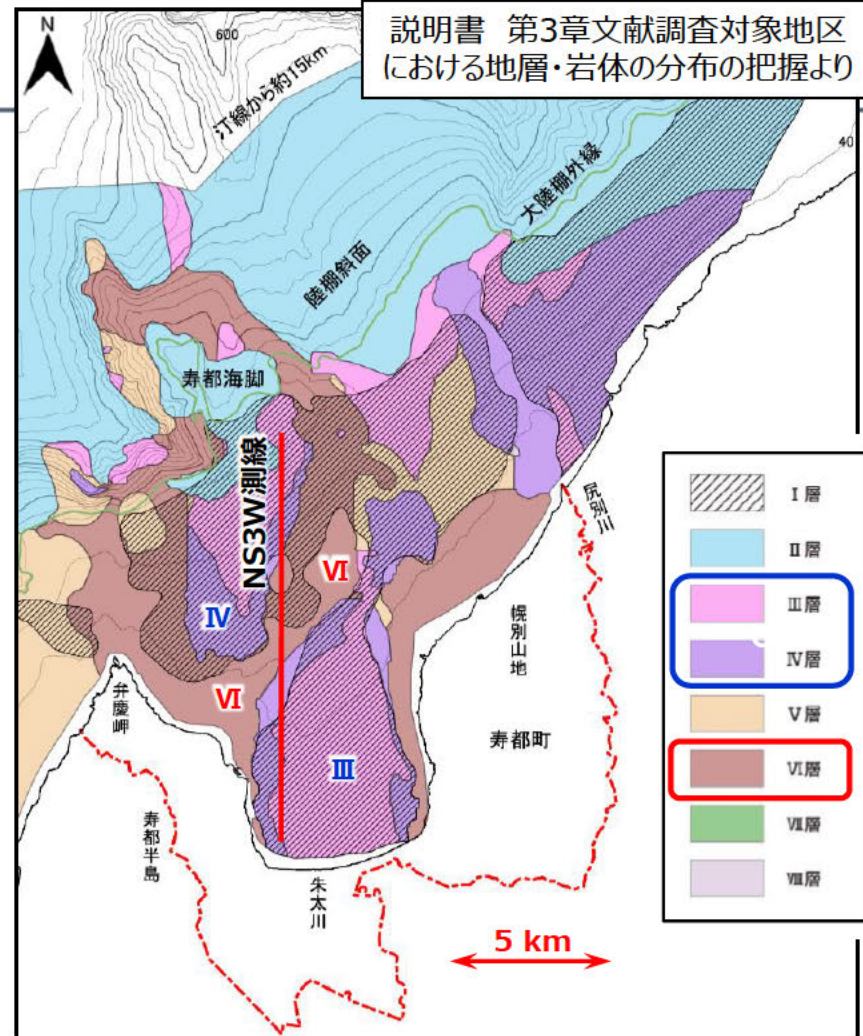 説明書 第3章文献調査対象地区
における地層・岩体の分布の把握より
N
600
汀線から約15km
40
大陸棚外縁
陸棚斜面
寿都海脚
NS3W測線
尻別川
Ⅰ層
Ⅱ層
Ⅲ層
Ⅳ層
Ⅴ層
Ⅵ層
Ⅶ層
Ⅷ層
Ⅵ
Ⅳ
幌別山地
Ⅵ
弁慶岬
寿都町
Ⅲ
寿都半島
朱太川
5 km